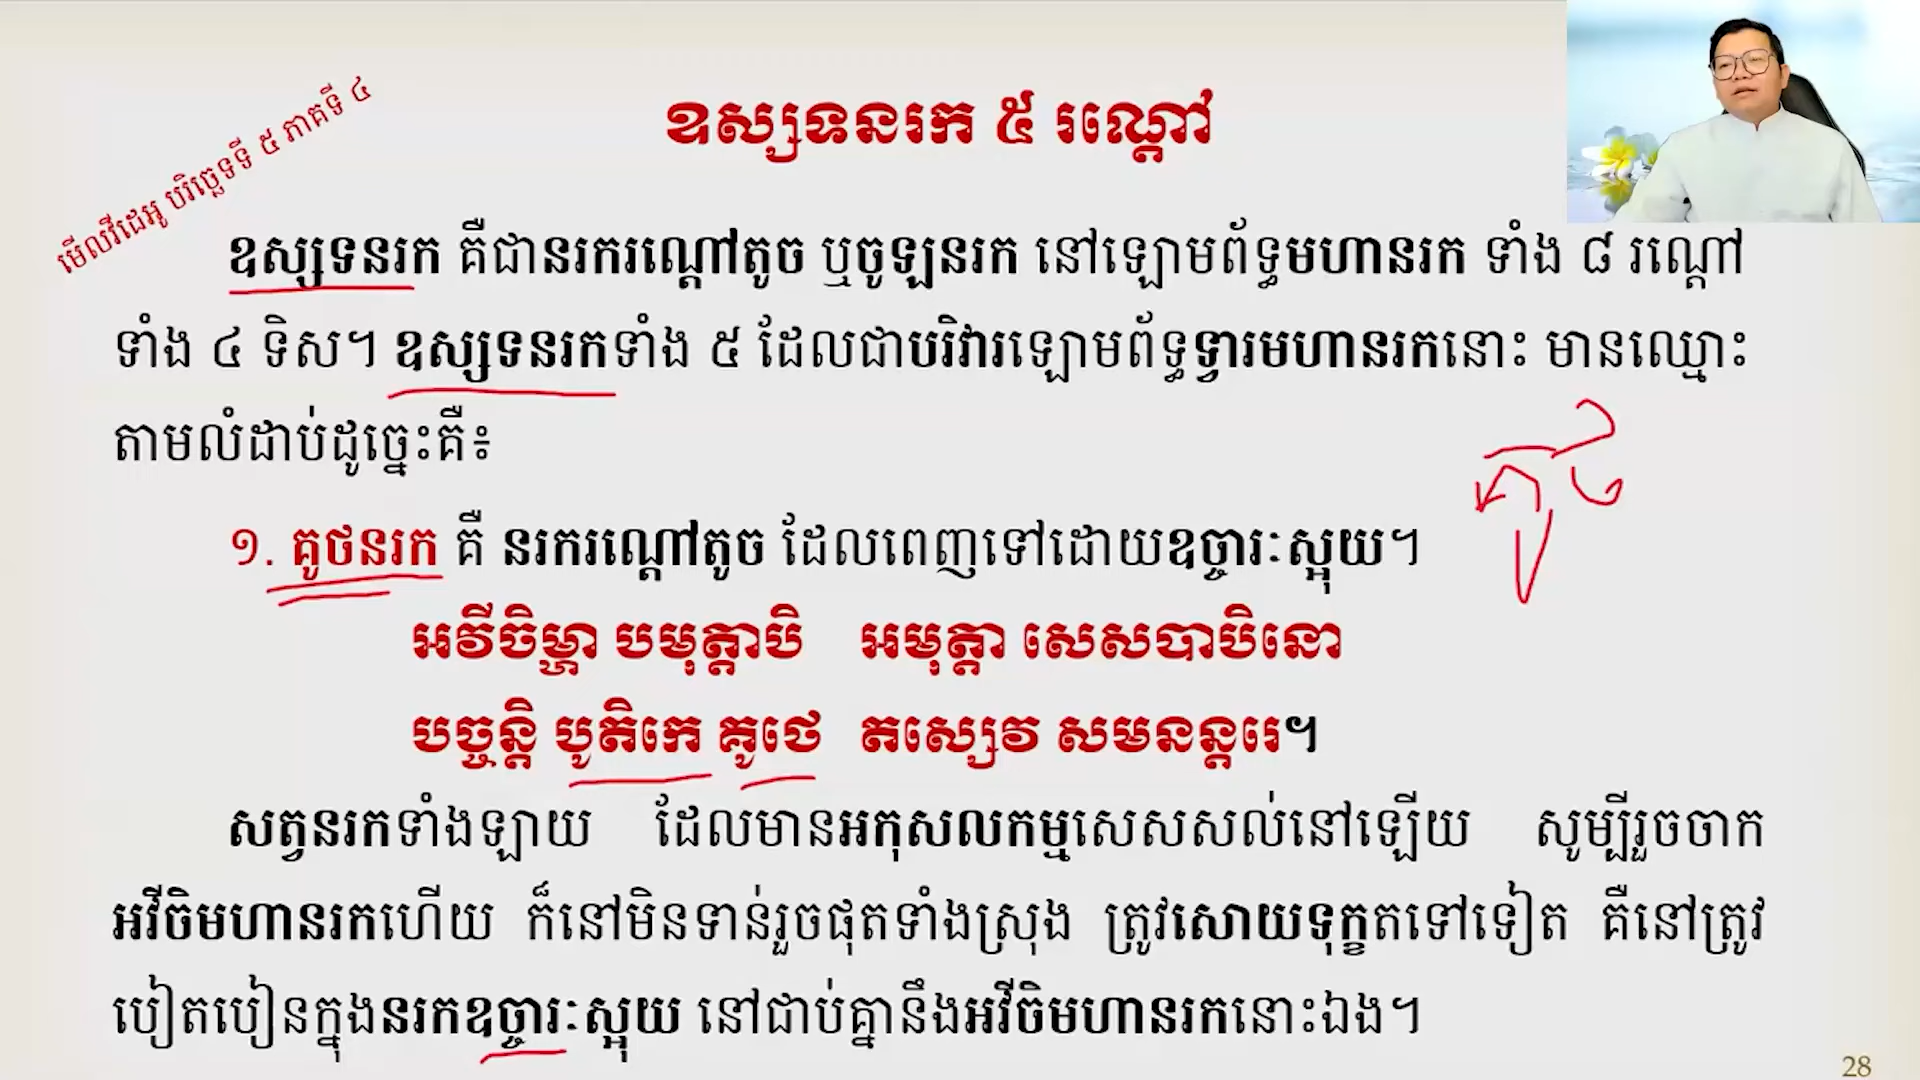 មើលវីដេអូ បរិច្ឆេទទី ៥ ភាគទី ៤
ឧស្សទនរក ៥ រណ្ដៅ
ឧស្សទនរក គឺជានរករណ្ដៅតូច ឬចូឡនរក នៅឡោមព័ទ្ធមហានរក ទាំង ៨ រណ្ដៅ
ទាំង ៤ ទិស។ ឧស្សទនរកទាំង ៥ ដែលជាបរិវារឡោមព័ទ្ធទ្វារមហានរកនោះ មានឈ្មោះ
តាមលំដាប់ដូច្នេះគឺ៖
គូថ
១. គូថនរក គឺ នរករណ្ដៅតូច ដែលពេញទៅដោយឧច្ចារៈស្អុយ។
អវីចិម្ហា បមុត្តាបិ អមុត្តា សេសបាបិនោ
បច្ចន្តិ បូតិកេ គូថេ តស្សេវ សមនន្តរេ។
សត្វនរកទាំងឡាយ ដែលមានអកុសលកម្មសេសសល់នៅឡើយ សូម្បីរួចចាក
អវីចិមហានរកហើយ ក៏នៅមិនទាន់រួចផុតទាំងស្រុង ត្រូវសោយទុក្ខតទៅទៀត គឺនៅត្រូវ
បៀតបៀនក្នុងនរកឧច្ចារៈស្អុយ នៅជាប់គ្នានឹងអវីចិមហានរកនោះឯង។
28